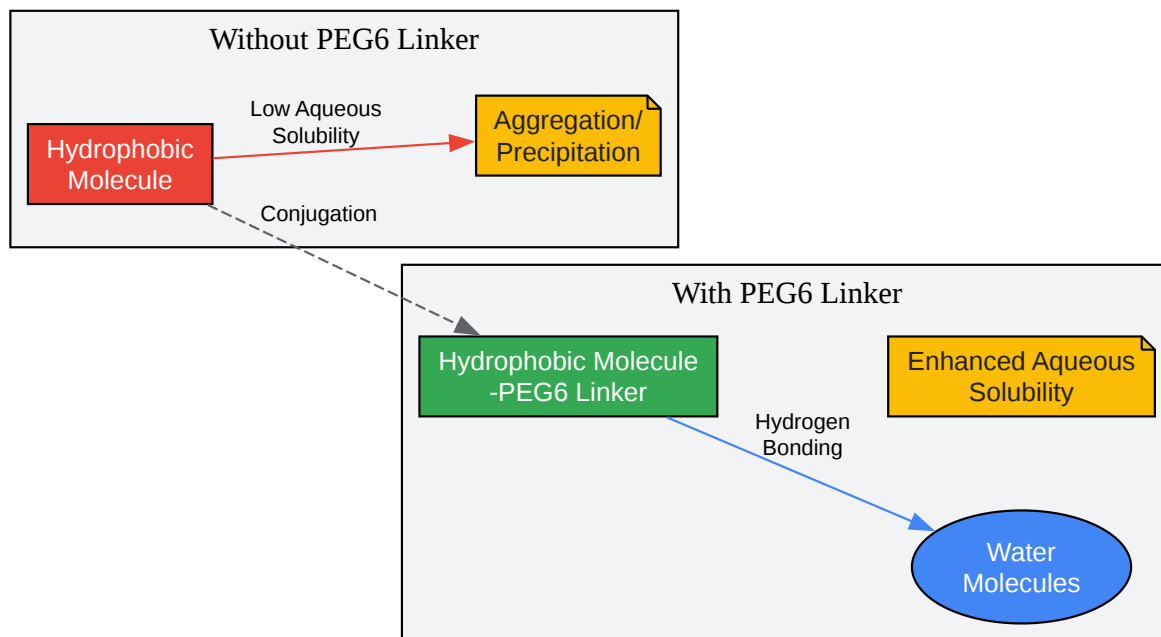 Without PEG6 Linker
Low Aqueous
Solubility
Hydrophobic
Molecule
Aggregation/
Precipitation
Conjugation
With PEG6 Linker
Hydrophobic Molecule
-PEG6 Linker
Enhanced Aqueous
Solubility
Hydrogen
Bonding
Water
Molecules